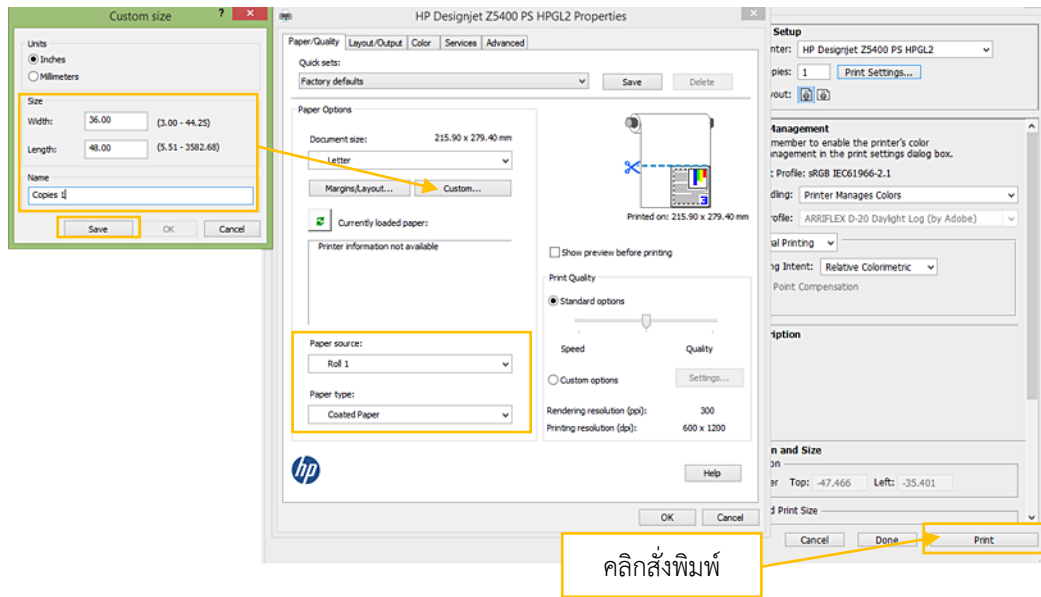 Custom size
? ×
Units
Inches
Millimeters
Size
Width: 36.00 (3.00 - 44.25)
Length: 48.00 (5.51 - 3582.68)
Name
Copies 1
Save OK Cancel
HP Designjet Z5400 PS HPGL2 Properties
Paper/Quality Layout/Output Color Services Advanced
Quick sets:
Factory defaults Save Delete
Paper Options
Document size: 215.90 x 279.40 mm
Letter
Margins/Layout... Custom...
Currently loaded paper:
Printer information not available
Paper source:
Roll 1
Paper type:
Coated Paper
3
Printed on: 215.90 x 279.40 mm
Show preview before printing
Print Quality
Standard options
Speed Quality
Custom options Settings...
Rendering resolution (ppi): 300
Printing resolution (dpi): 600 x 1200
hp
Help
OK Cancel
Setup
nter: HP Designjet Z5400 PS HPGL2
pies: 1 Print Settings...
yout:
Management
member to enable the printer's color
nagement in the print settings dialog box.
t Profile: sRGB IEC61966-2.1
dling: Printer Manages Colors
rofile: ARRIFLEX D-20 Daylight Log (by Adobe)
al Printing
ng Intent: Relative Colorimetric
Point Compensation
ription
n and Size
on
er Top: -47.466 Left: -35.401
d Print Size
Cancel Done Print
คลิกสั่งพิมพ์